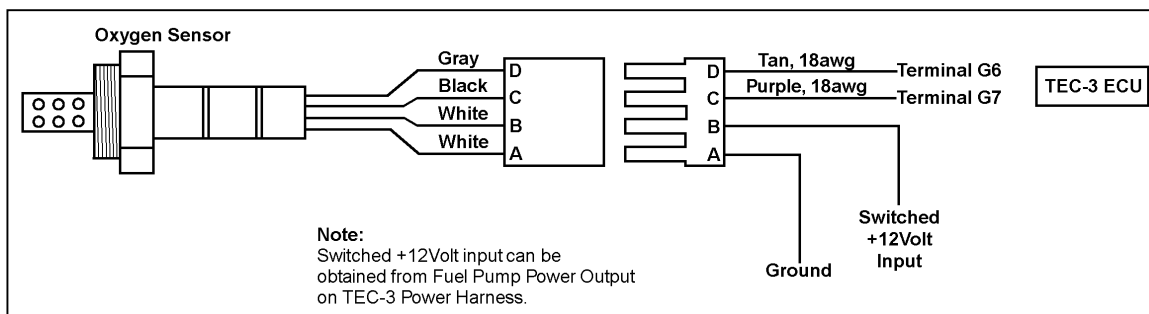 Oxygen Sensor
Gray
Black
White
White
D
C
B
A
D
C
B
A
Tan, 18awg
Purple, 18awg
Terminal G6
Terminal G7
TEC-3 ECU
Switched
+12Volt
Input
Ground
Note:
Switched +12Volt input can be
obtained from Fuel Pump Power Output
on TEC-3 Power Harness.